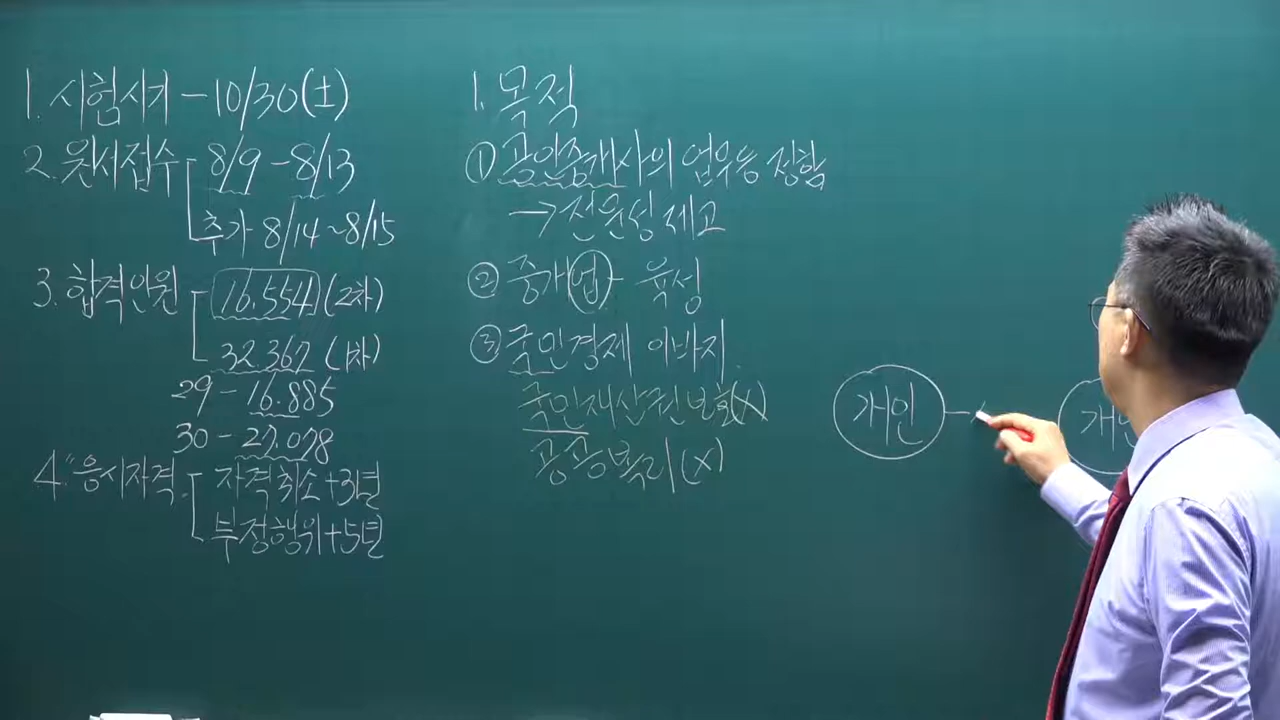 1. 시험시기 - 10/30(土)
2. 원서접수 8/9 - 8/13
추가 8/14 ~ 8/15
3. 합격인원 16.554 (2차)
32.367 (1차)
29 - 16.885
30 - 27.078
4. 응시자격 자격취소+3년
부정행위+5년
1. 목적
① 공인중개사의 업무등 정함
→ 전문성 제고
② 중개업 - 육성
③ 국민경제 이바지
국민재산권보호(X)
공공복리(X)
개인 - 개인